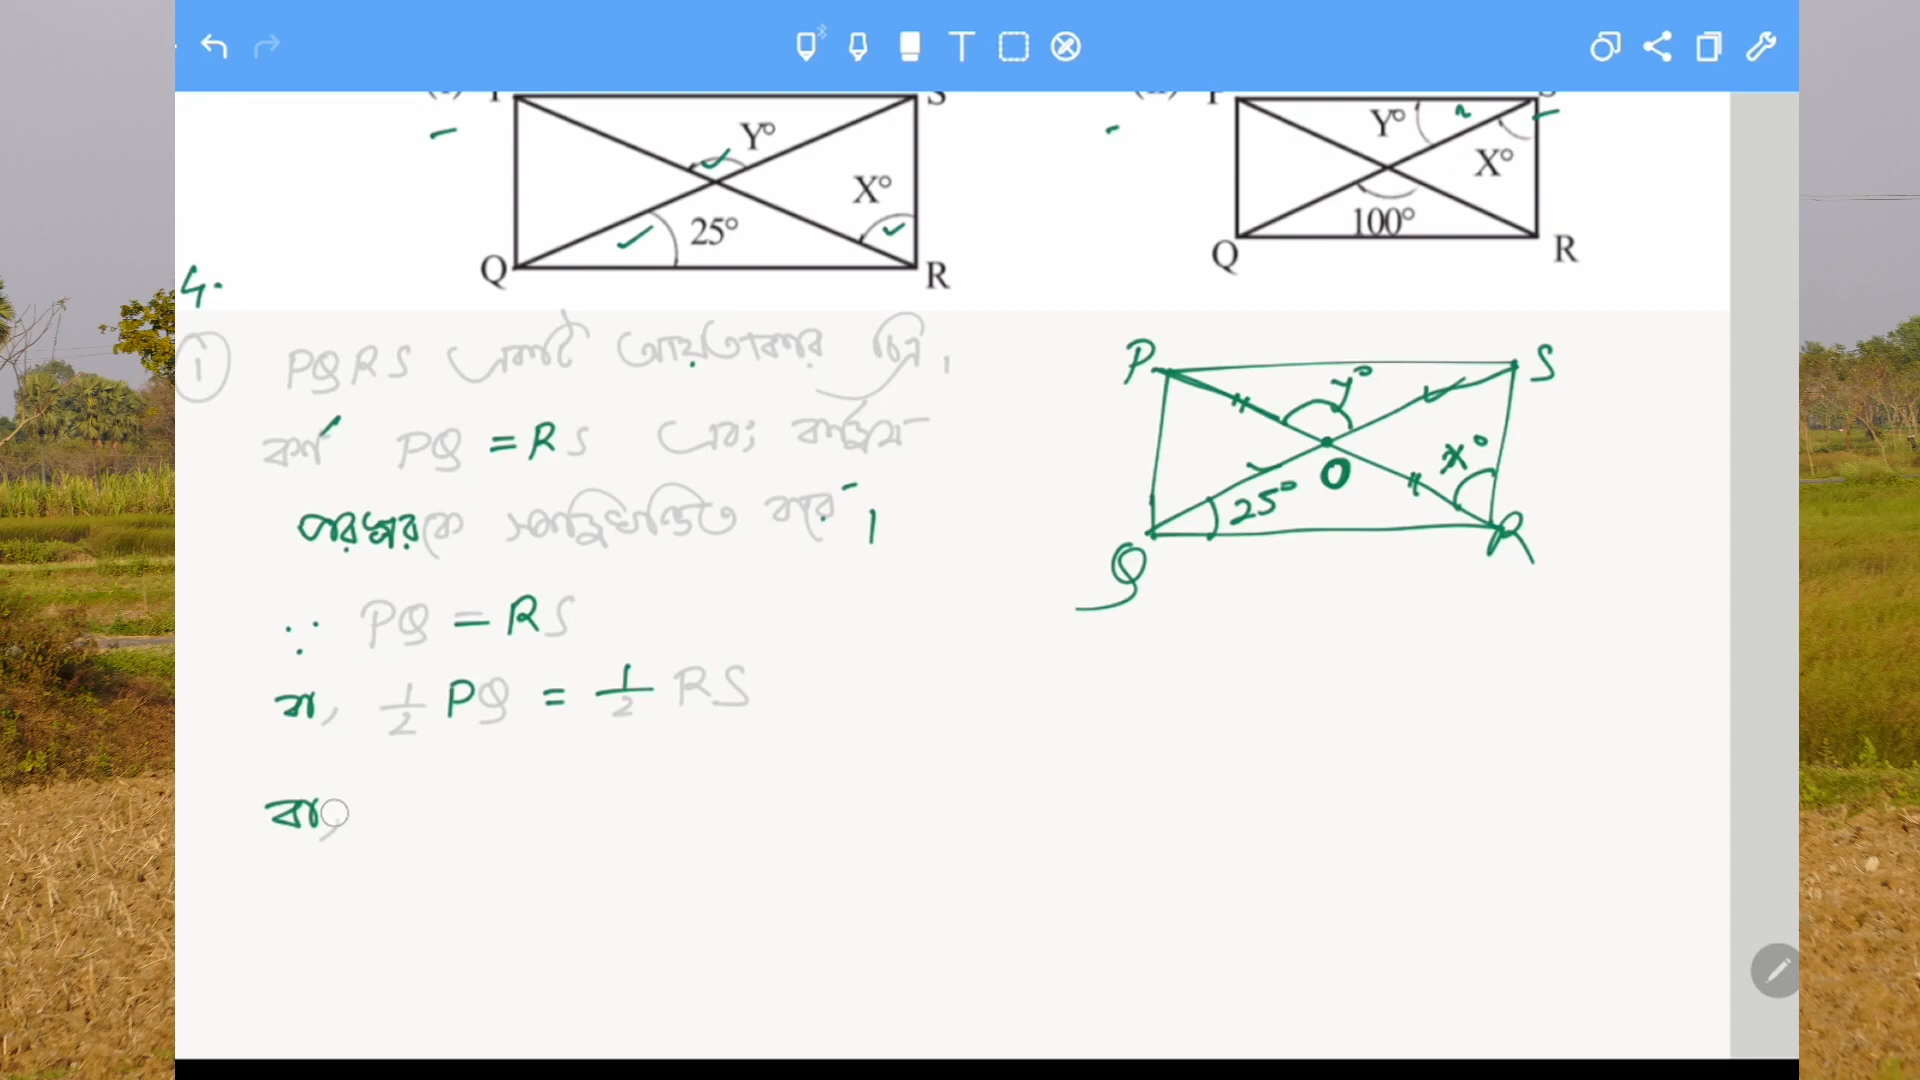 P S P S
Y° Y°
X° X°
25° 100°
Q R Q R
4.
① PQRS একটি আয়তাকার চিত্র।
P S
y°
কর্ণ PQ = RS এবং কর্ণদ্বয়
x°
O
25°
পরস্পরকে সমদ্বিখণ্ডিত করে।
Q R
∵ PQ = RS
বা, 1/2 PQ = 1/2 RS
বা,